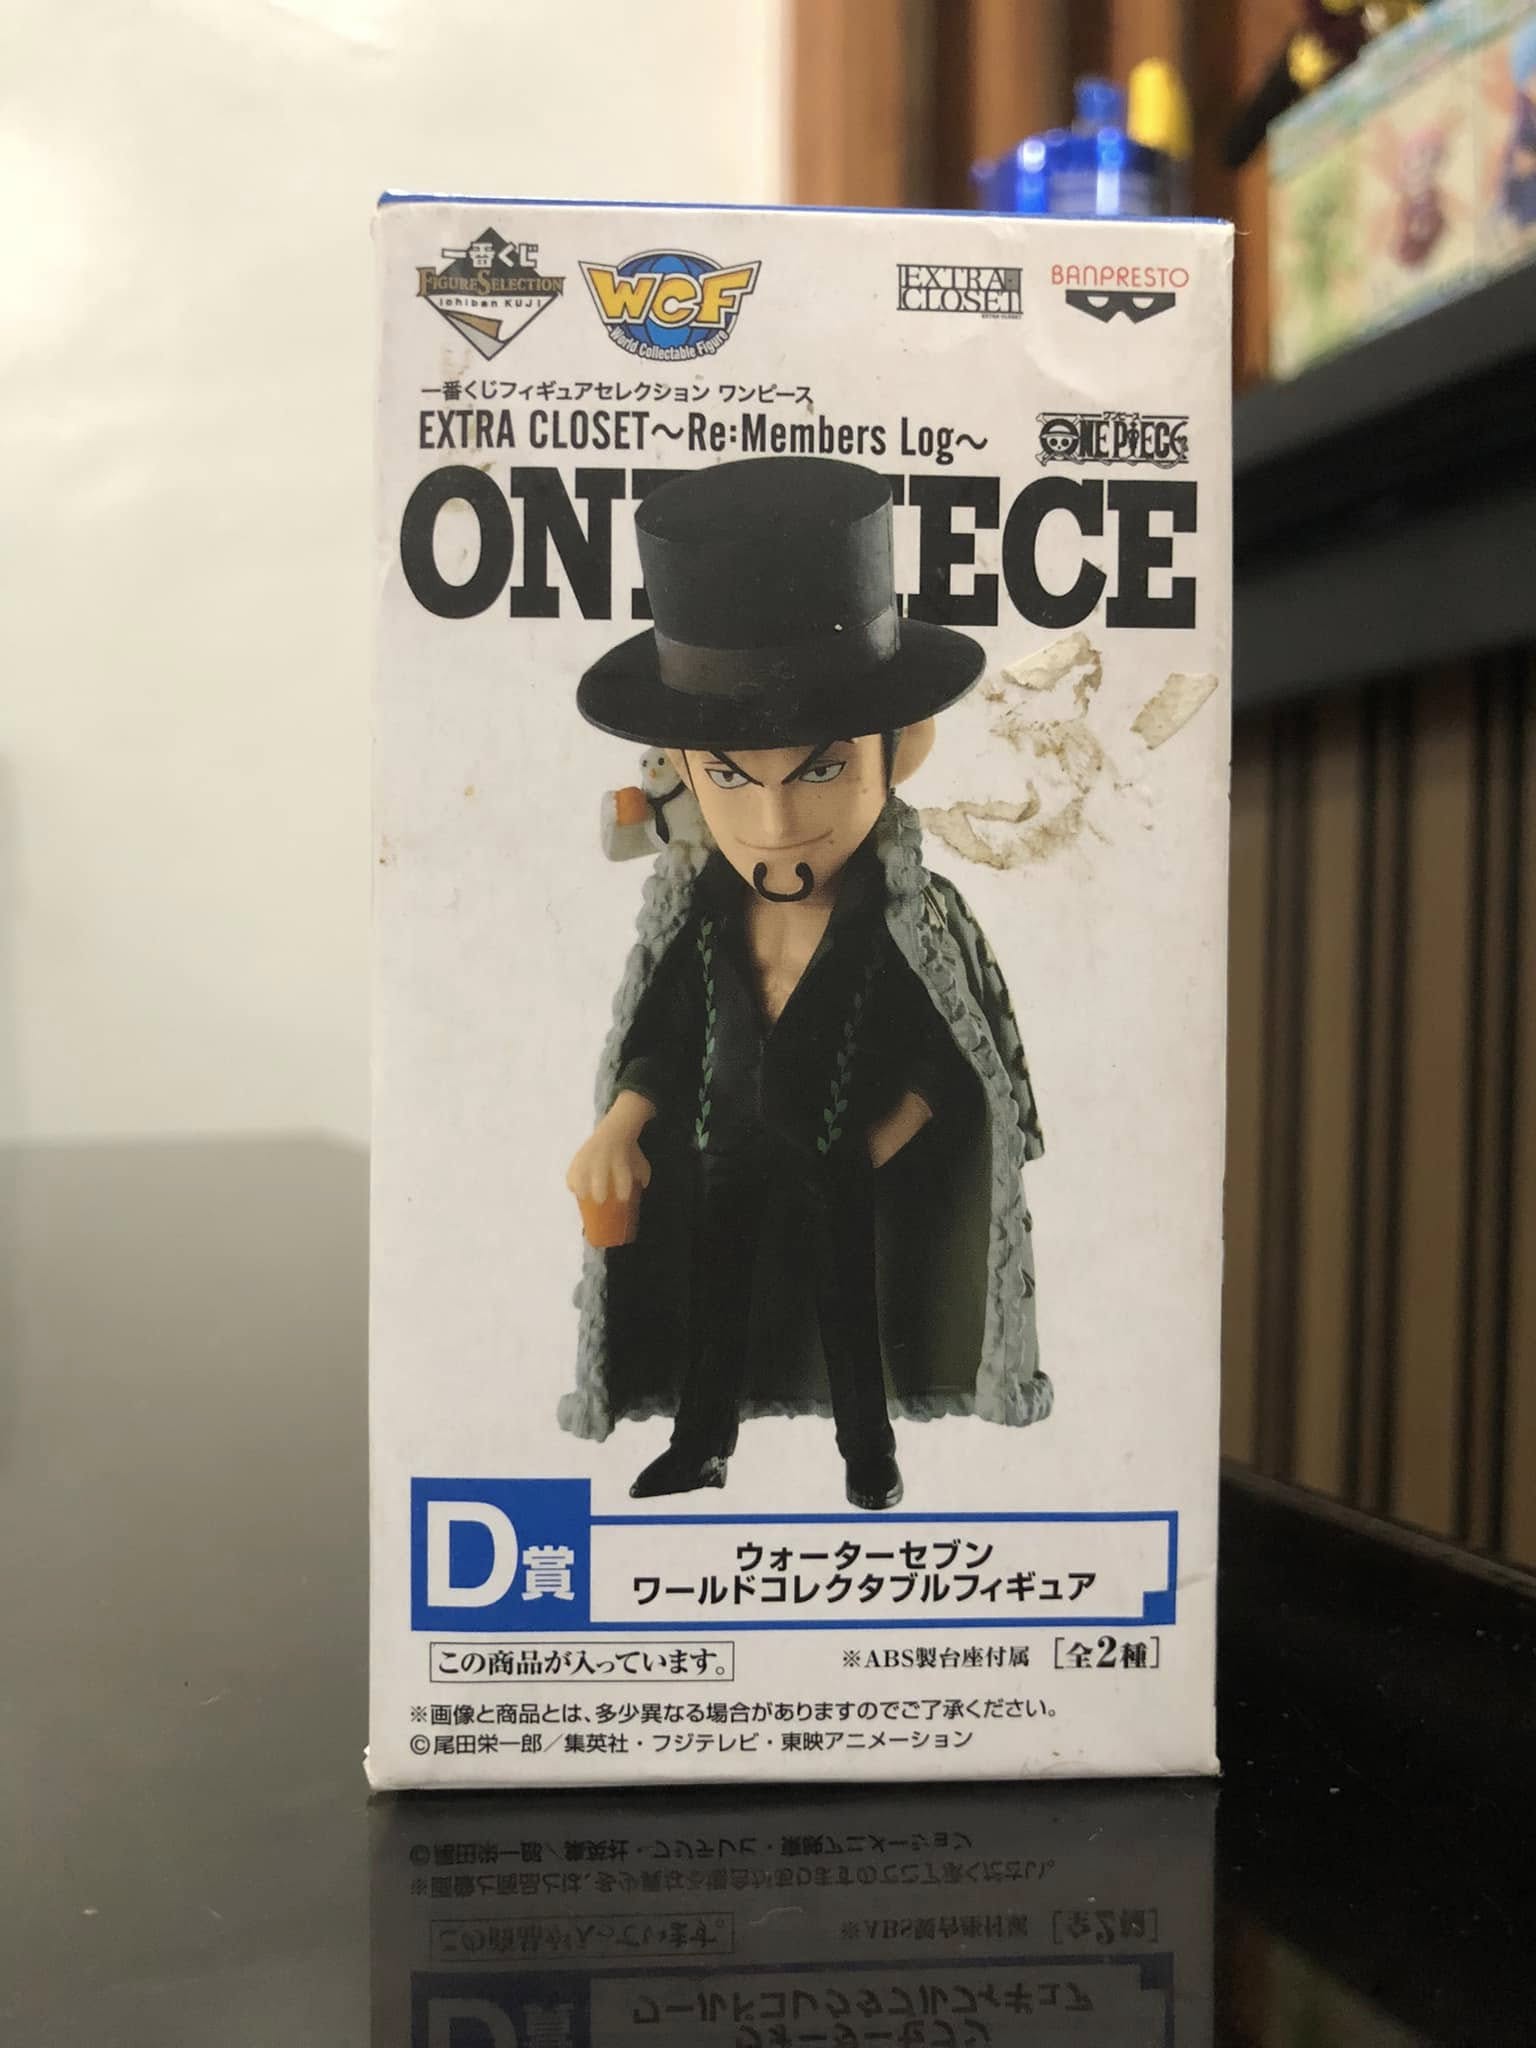 一番くじ
FIGURE SELECTION
ichiban KUJI
WCF
World Collectable Figure
EXTRA CLOSET
EXTRA CLOSET
BANPRESTO
一番くじフィギュアセレクション ワンピース
EXTRA CLOSET～Re:Members Log～
ワンピース
ONE PIECE
ONE PIECE
D賞
ウォーターセブン
ワールドコレクタブルフィギュア
この商品が入っています。
※ABS製台座付属 [全2種]
※画像と商品とは、多少異なる場合がありますのでご了承ください。
©尾田栄一郎／集英社・フジテレビ・東映アニメーション